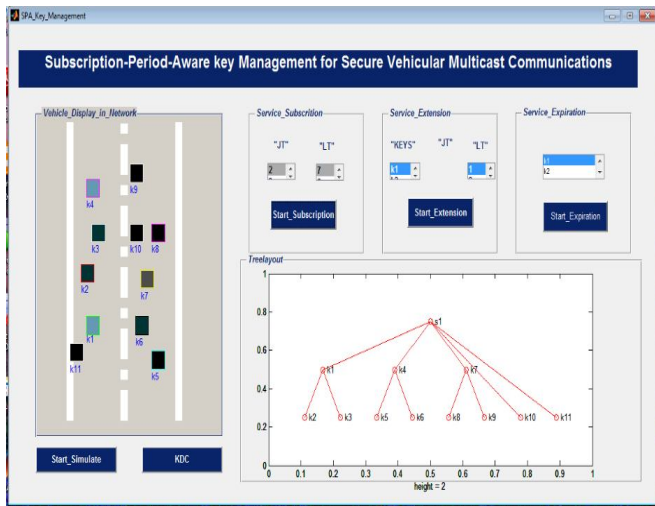 SPA_Key_Management
Subscription-Period-Aware key Management for Secure Vehicular Multicast Communications
Vehicle_Display_in_Network
k9
k4
k3
k10
k8
k2
k7
k1
k6
k11
k5
Start_Simulate
KDC
Service_Subscrition
"JT"
"LT"
2
7
Start_Subscription
Service_Extension
"KEYS"
"JT"
"LT"
k1
k2
1
Start_Extension
Service_Expiration
k1
k2
Start_Expiration
Treelayout
1
0.8
0.6
0.4
0.2
0
s1
k1
k4
k7
k2
k3
k5
k6
k8
k9
k10
k11
0 0.1 0.2 0.3 0.4 0.5 0.6 0.7 0.8 0.9 1
height = 2